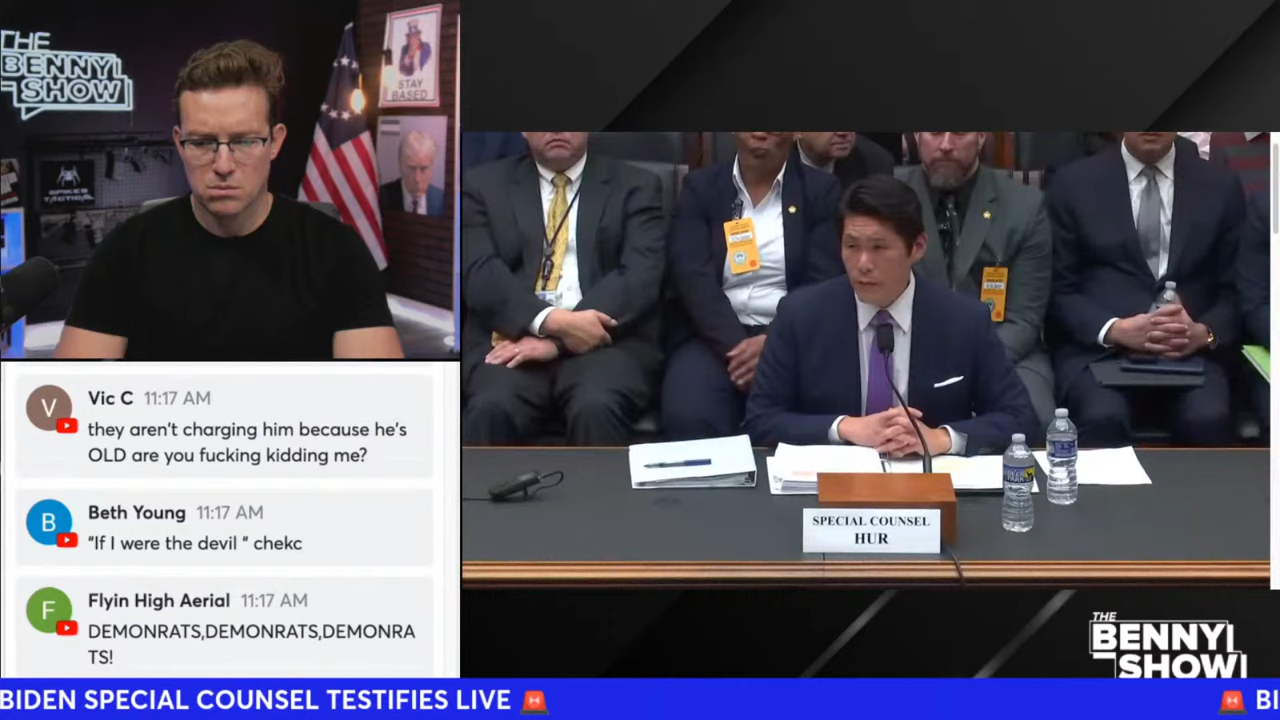 THE
BENNY
SHOW
STAY
BASED
SPIKE'S
TACTICAL
Vic C 11:17 AM
they aren't charging him because he's
OLD are you fucking kidding me?
Beth Young 11:17 AM
"If I were the devil " chekc
Flyin High Aerial 11:17 AM
DEMONRATS,DEMONRATS,DEMONRA
TS!
SPECIAL COUNSEL
HUR
THE
BENNY
SHOW
BIDEN SPECIAL COUNSEL TESTIFIES LIVE
BI